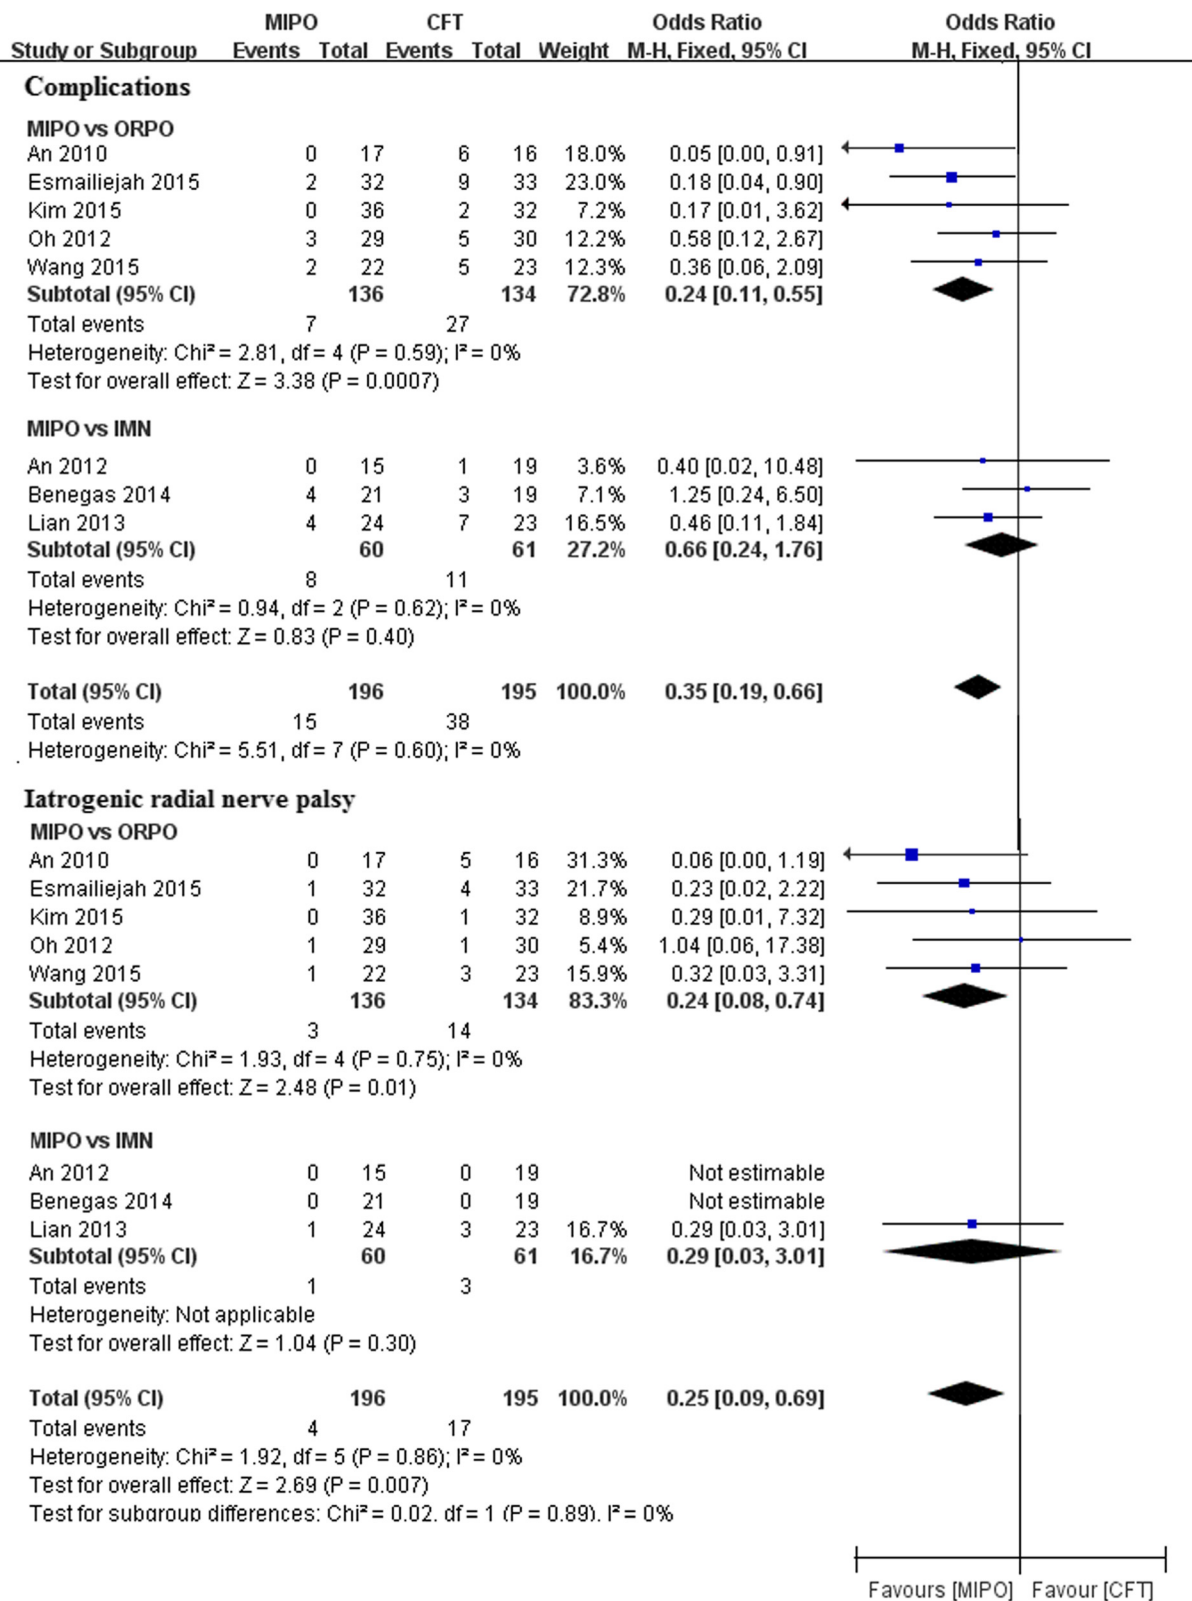 MIPO CFT Odds Ratio Odds Ratio
Study or Subgroup Events Total Events Total Weight M-H, Fixed, 95% CI M-H, Fixed, 95% CI
Complications
MIPO vs ORPO
An 2010 0 17 6 16 18.0% 0.05 [0.00, 0.91]
Esmailiejah 2015 2 32 9 33 23.0% 0.18 [0.04, 0.90]
Kim 2015 0 36 2 32 7.2% 0.17 [0.01, 3.62]
Oh 2012 3 29 5 30 12.2% 0.58 [0.12, 2.67]
Wang 2015 2 22 5 23 12.3% 0.36 [0.06, 2.09]
Subtotal (95% CI) 136 134 72.8% 0.24 [0.11, 0.55]
Total events 7 27
Heterogeneity: Chi² = 2.81, df = 4 (P = 0.59); I² = 0%
Test for overall effect: Z = 3.38 (P = 0.0007)
MIPO vs IMN
An 2012 0 15 1 19 3.6% 0.40 [0.02, 10.48]
Benegas 2014 4 21 3 19 7.1% 1.25 [0.24, 6.50]
Lian 2013 4 24 7 23 16.5% 0.46 [0.11, 1.84]
Subtotal (95% CI) 60 61 27.2% 0.66 [0.24, 1.76]
Total events 8 11
Heterogeneity: Chi² = 0.94, df = 2 (P = 0.62); I² = 0%
Test for overall effect: Z = 0.83 (P = 0.40)
Total (95% CI) 196 195 100.0% 0.35 [0.19, 0.66]
Total events 15 38
Heterogeneity: Chi² = 5.51, df = 7 (P = 0.60); I² = 0%
Iatrogenic radial nerve palsy
MIPO vs ORPO
An 2010 0 17 5 16 31.3% 0.06 [0.00, 1.19]
Esmailiejah 2015 1 32 4 33 21.7% 0.23 [0.02, 2.22]
Kim 2015 0 36 1 32 8.9% 0.29 [0.01, 7.32]
Oh 2012 1 29 1 30 5.4% 1.04 [0.06, 17.38]
Wang 2015 1 22 3 23 15.9% 0.32 [0.03, 3.31]
Subtotal (95% CI) 136 134 83.3% 0.24 [0.08, 0.74]
Total events 3 14
Heterogeneity: Chi² = 1.93, df = 4 (P = 0.75); I² = 0%
Test for overall effect: Z = 2.48 (P = 0.01)
MIPO vs IMN
An 2012 0 15 0 19 Not estimable
Benegas 2014 0 21 0 19 Not estimable
Lian 2013 1 24 3 23 16.7% 0.29 [0.03, 3.01]
Subtotal (95% CI) 60 61 16.7% 0.29 [0.03, 3.01]
Total events 1 3
Heterogeneity: Not applicable
Test for overall effect: Z = 1.04 (P = 0.30)
Total (95% CI) 196 195 100.0% 0.25 [0.09, 0.69]
Total events 4 17
Heterogeneity: Chi² = 1.92, df = 5 (P = 0.86); I² = 0%
Test for overall effect: Z = 2.69 (P = 0.007)
Test for subgroup differences: Chi² = 0.02. df = 1 (P = 0.89). I² = 0%
Favours [MIPO] Favour [CFT]